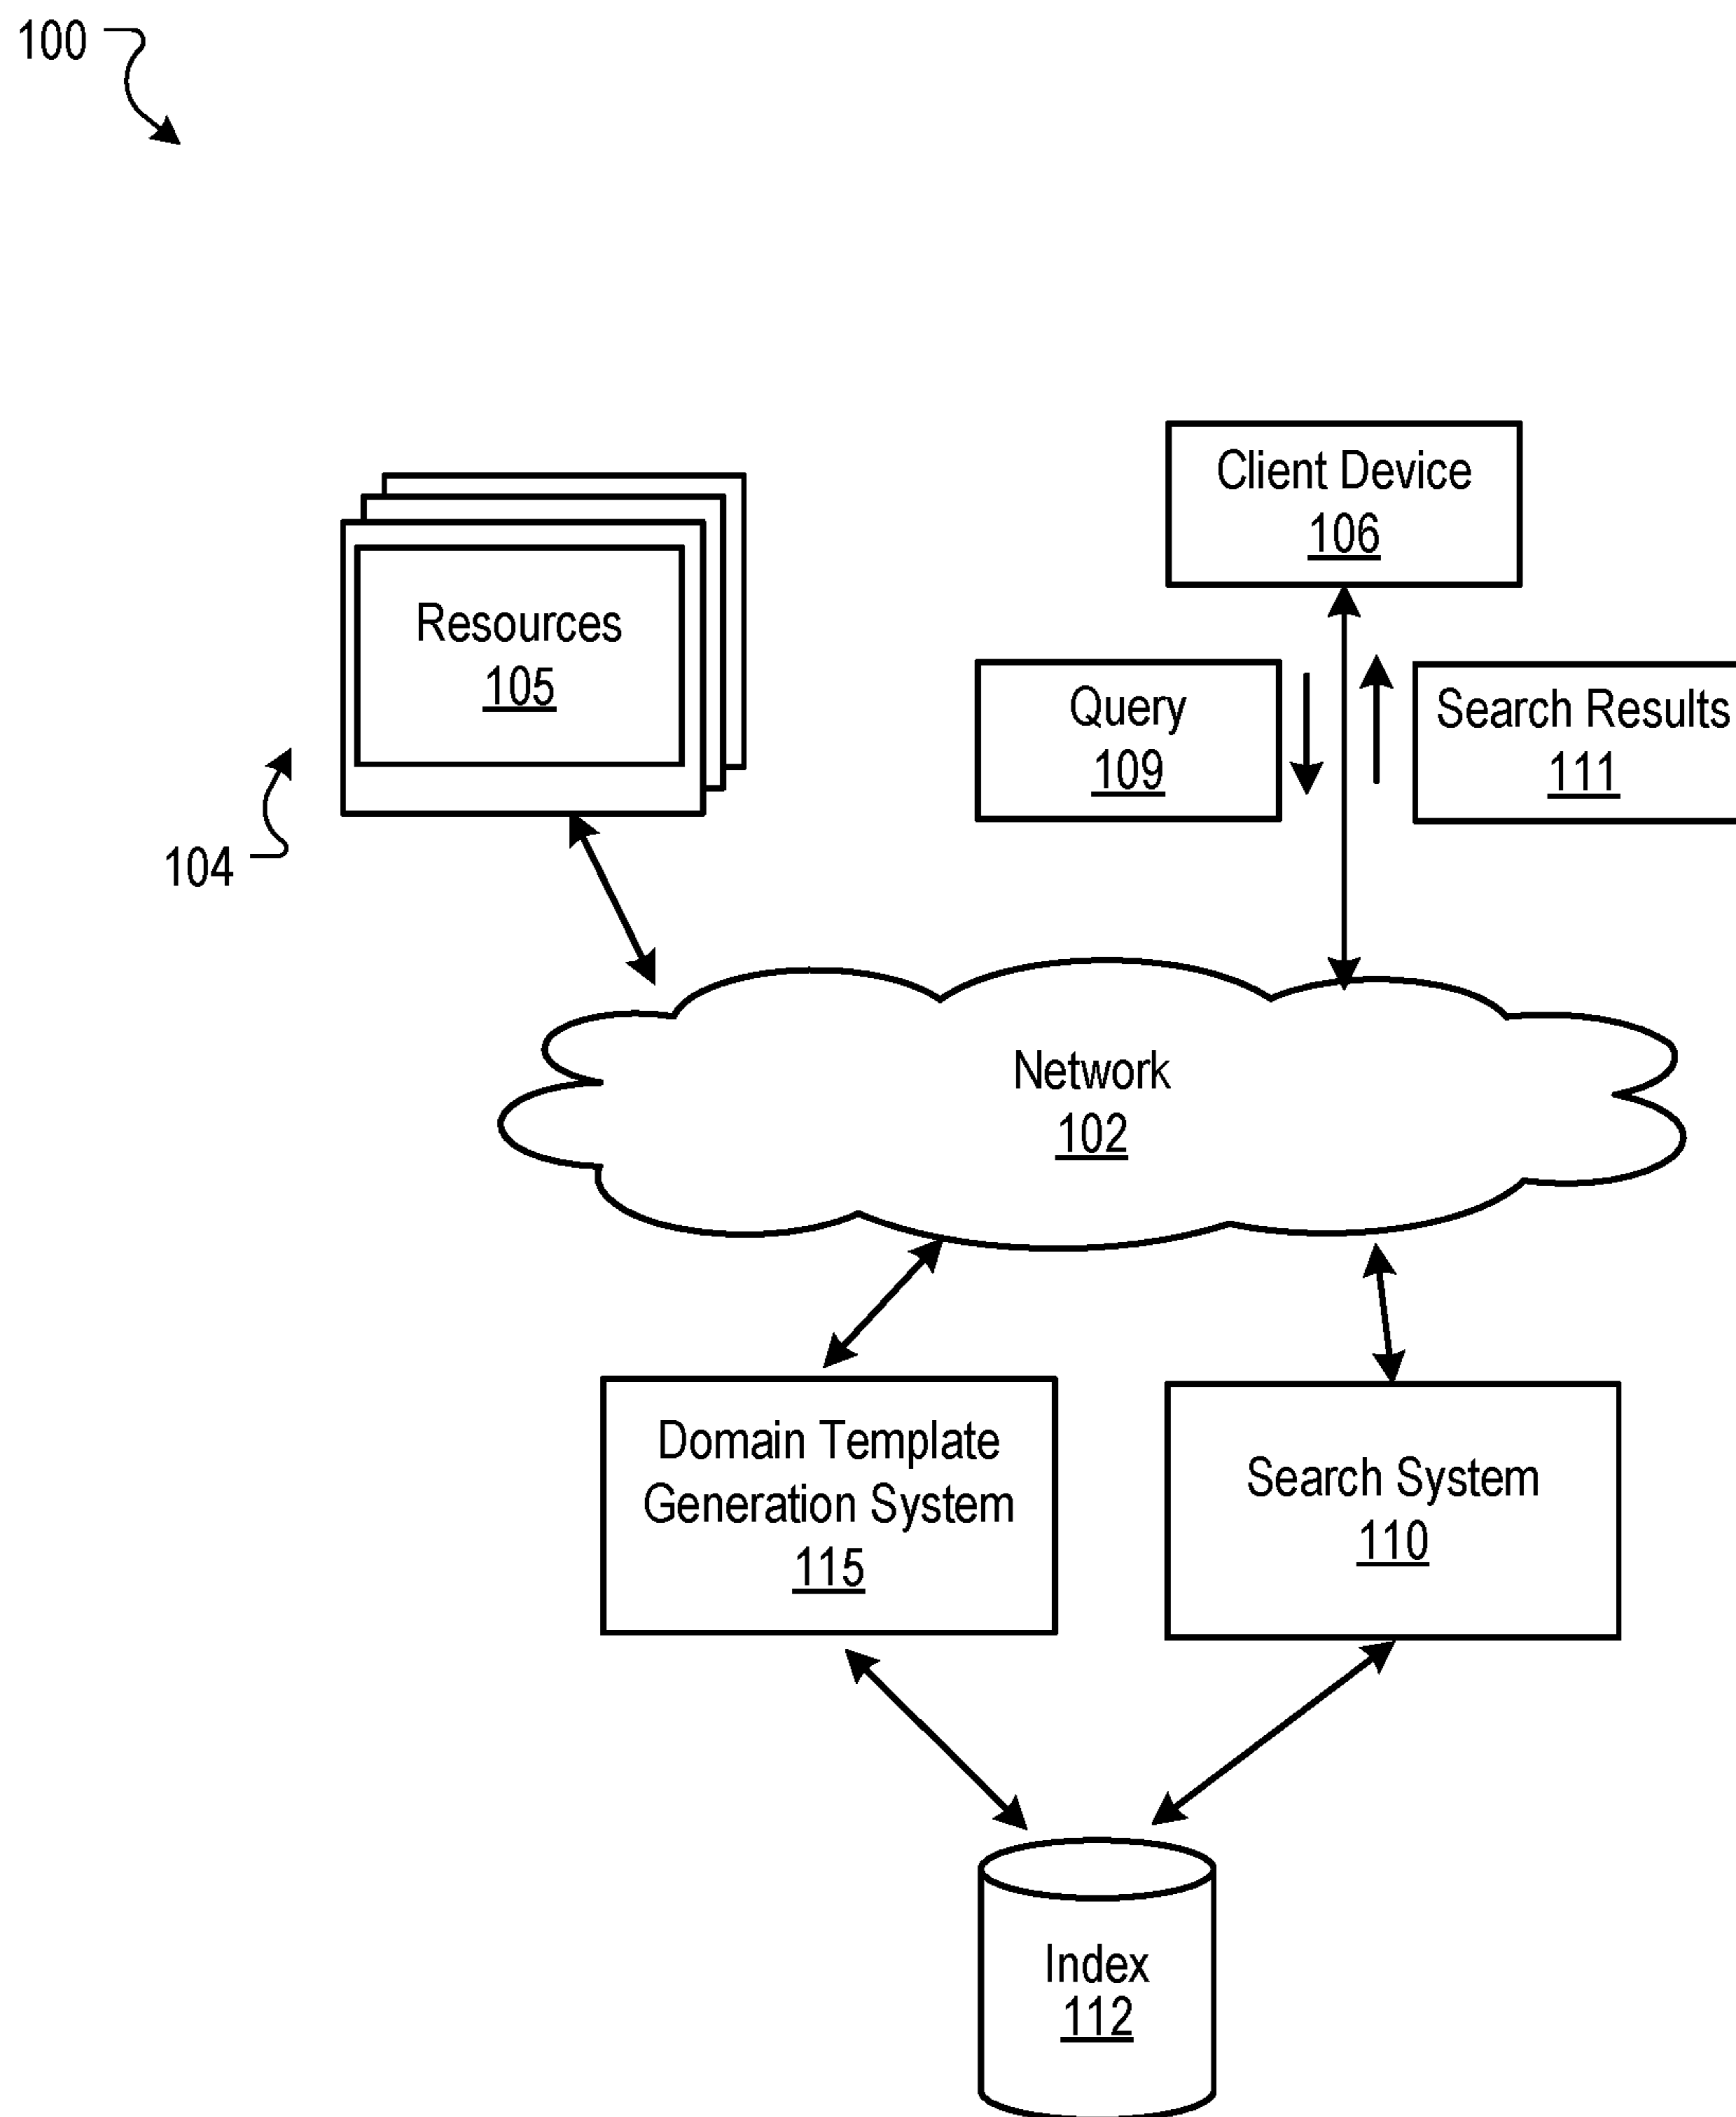 100
Client Device
106
Resources
105
Query
109
Search Results
111
104
Network
102
Domain Template
Generation System
115
Search System
110
Index
112